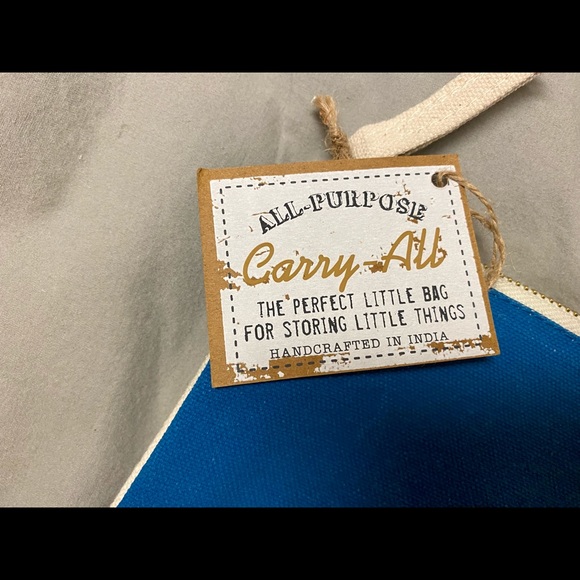 ALL-PURPOSE
Carry-All
THE PERFECT LITTLE BAG
FOR STORING LITTLE THINGS
HANDCRAFTED IN INDIA